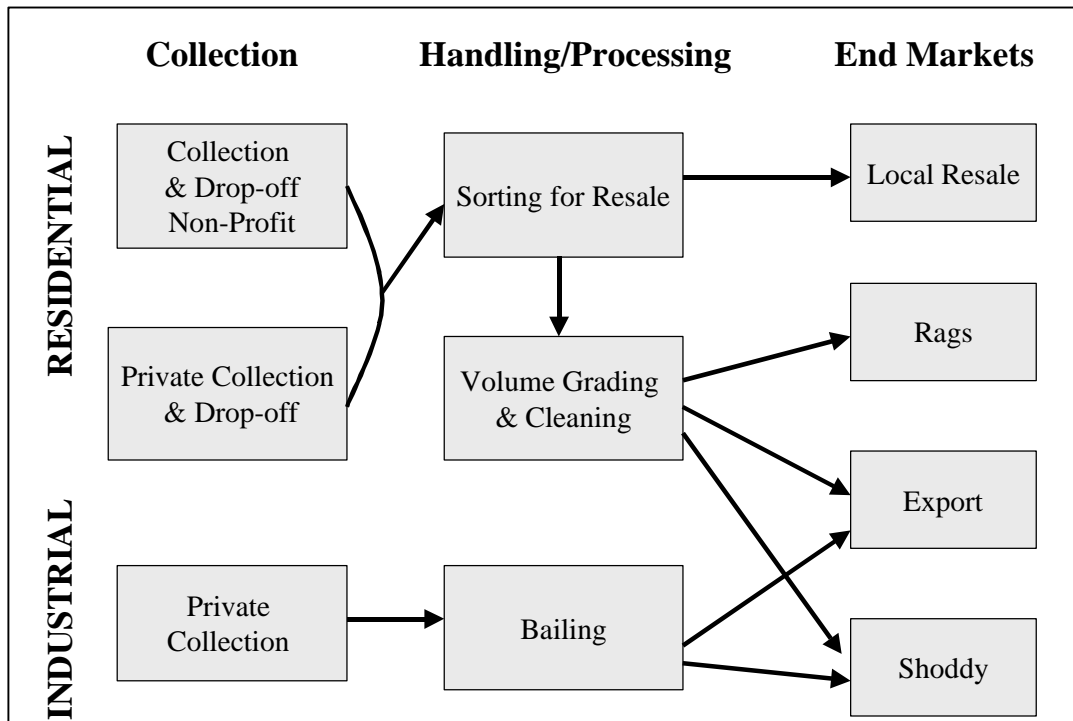 Collection
Handling/Processing
End Markets
RESIDENTIAL
Collection
& Drop-off
Non-Profit
Sorting for Resale
Local Resale
Private Collection
& Drop-off
Volume Grading
& Cleaning
Rags
Export
INDUSTRIAL
Private
Collection
Bailing
Shoddy